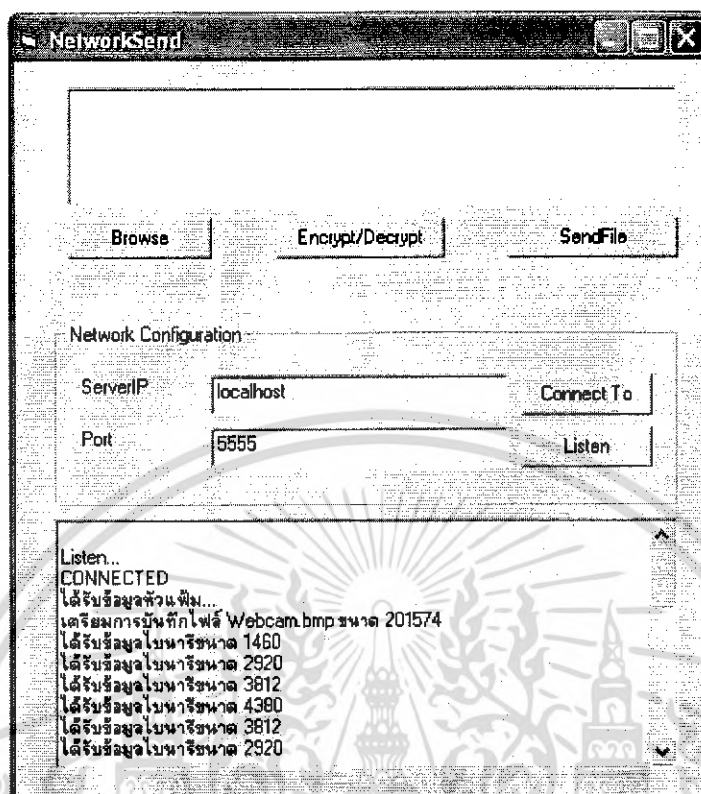 NetworkSend
Browse
Encrypt/Decrypt
SendFile
Network Configuration
ServerIP
localhost
Connect To
Port
5555
Listen
Listen...
CONNECTED
ได้รับข้อมูลหัวแฟ้ม...
เตรียมการบันทึกไฟล์ 'Webcam.bmp ขนาด 201574
ได้รับข้อมูลไบนารีขนาด 1460
ได้รับข้อมูลไบนารีขนาด 2920
ได้รับข้อมูลไบนารีขนาด 3812
ได้รับข้อมูลไบนารีขนาด 4380
ได้รับข้อมูลไบนารีขนาด 3812
ได้รับข้อมูลไบนารีขนาด 2920